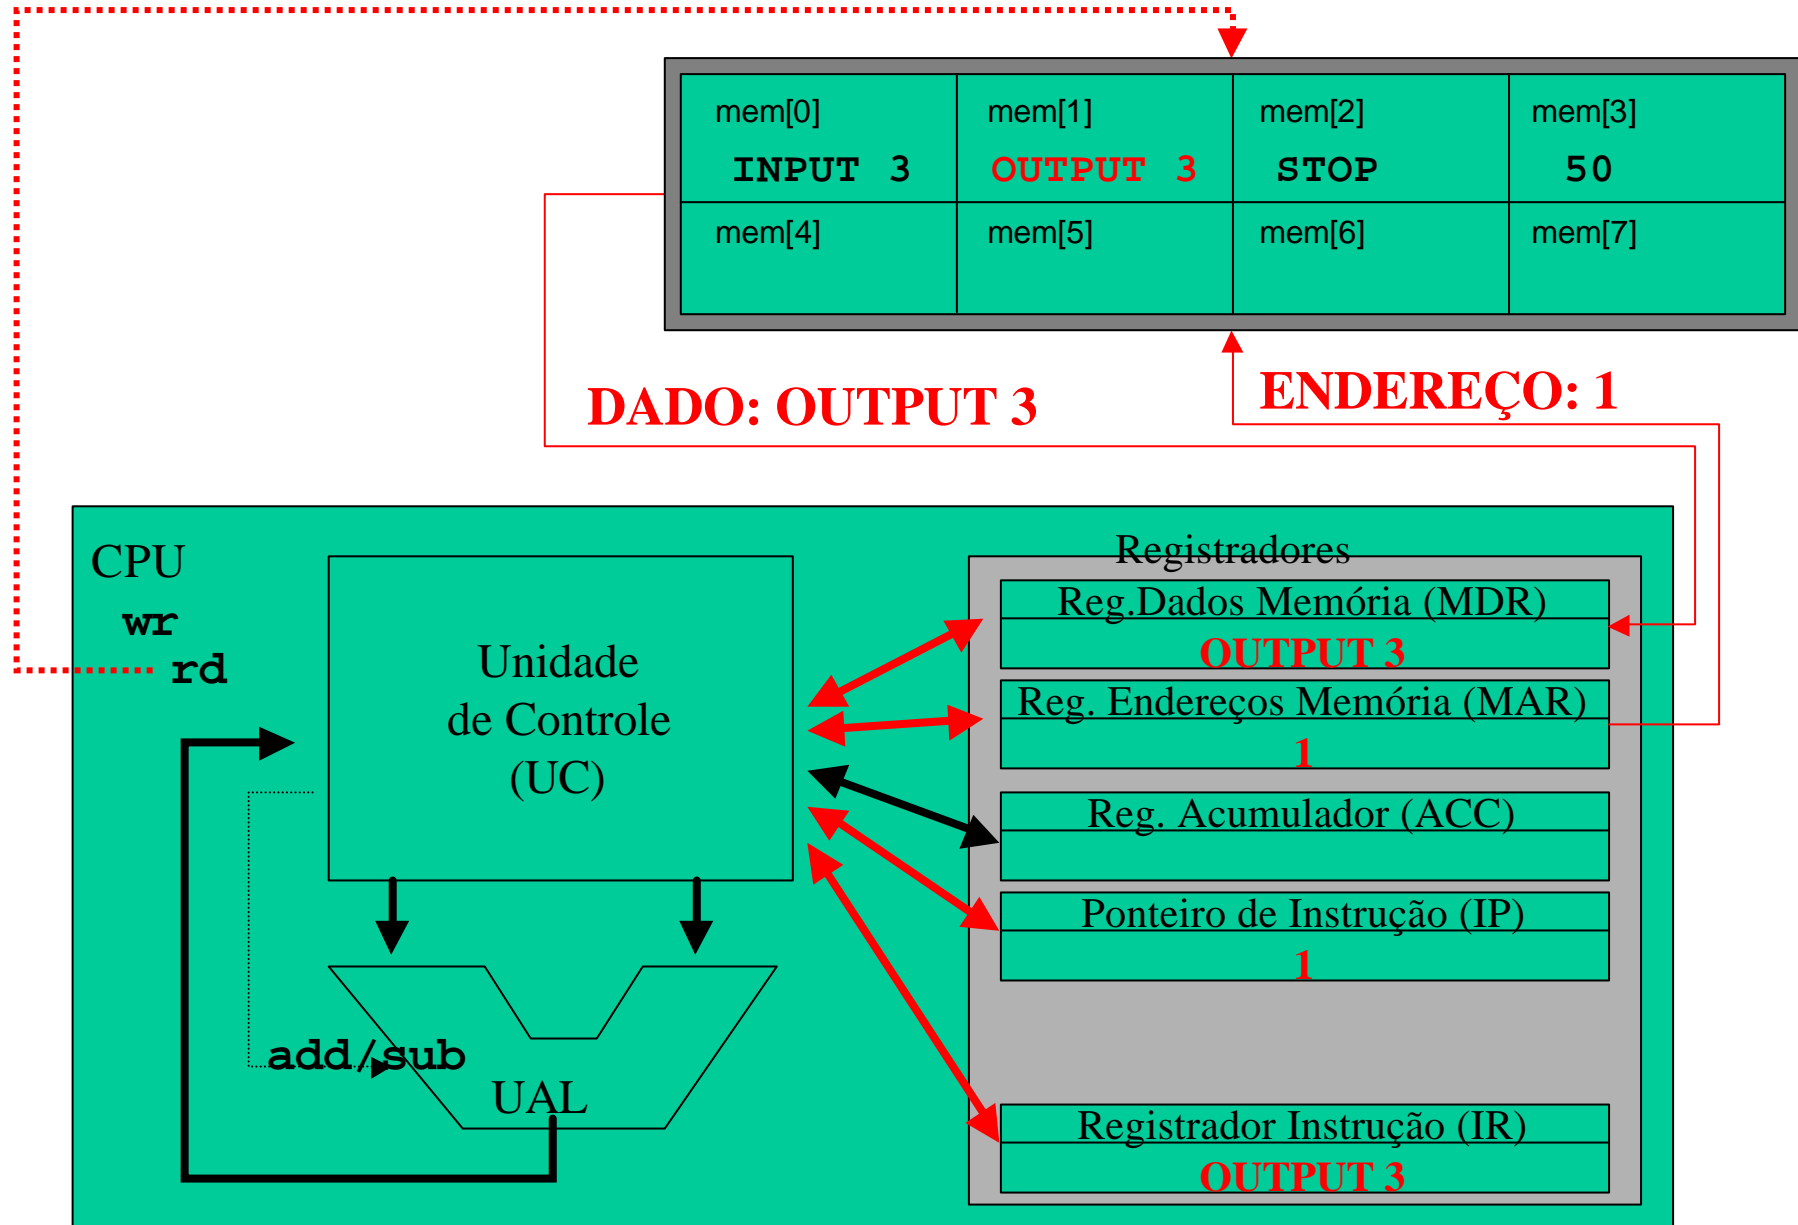 mem[0] mem[1] mem[2] mem[3]
INPUT 3 OUTPUT 3 STOP 50
mem[4] mem[5] mem[6] mem[7]
DADO: OUTPUT 3
ENDEREÇO: 1
CPU
wr
rd
Unidade
de Controle
(UC)
add/sub
UAL
Registradores
Reg.Dados Memória (MDR)
OUTPUT 3
Reg. Endereços Memória (MAR)
1
Reg. Acumulador (ACC)
Ponteiro de Instrução (IP)
1
Registrador Instrução (IR)
OUTPUT 3